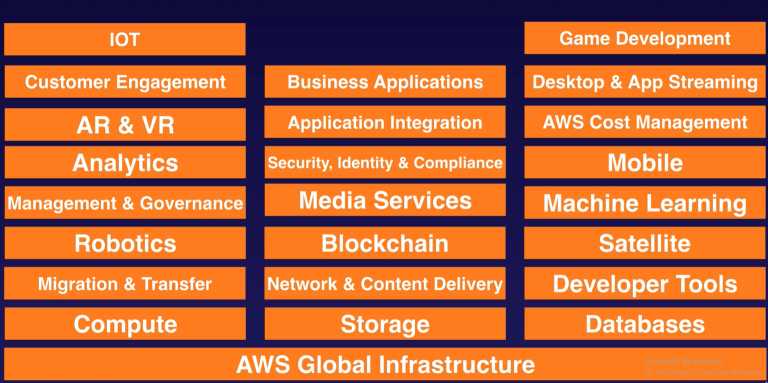 IOT
Game Development
Customer Engagement
Business Applications
Desktop & App Streaming
AR & VR
Application Integration
AWS Cost Management
Analytics
Security, Identity & Compliance
Mobile
Management & Governance
Media Services
Machine Learning
Robotics
Blockchain
Satellite
Migration & Transfer
Network & Content Delivery
Developer Tools
Compute
Storage
Databases
AWS Global Infrastructure
Activate Windows